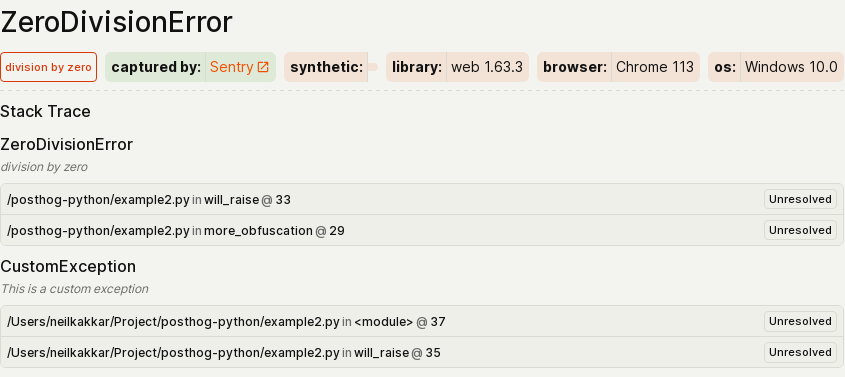 ZeroDivisionError
division by zero captured by: Sentry synthetic: library: web 1.63.3 browser: Chrome 113 os: Windows 10.0
Stack Trace
ZeroDivisionError
division by zero
/posthog-python/example2.py in will_raise @ 33 Unresolved
/posthog-python/example2.py in more_obfuscation @ 29 Unresolved
CustomException
This is a custom exception
/Users/neilkakkar/Project/posthog-python/example2.py in <module> @ 37 Unresolved
/Users/neilkakkar/Project/posthog-python/example2.py in will_raise @ 35 Unresolved